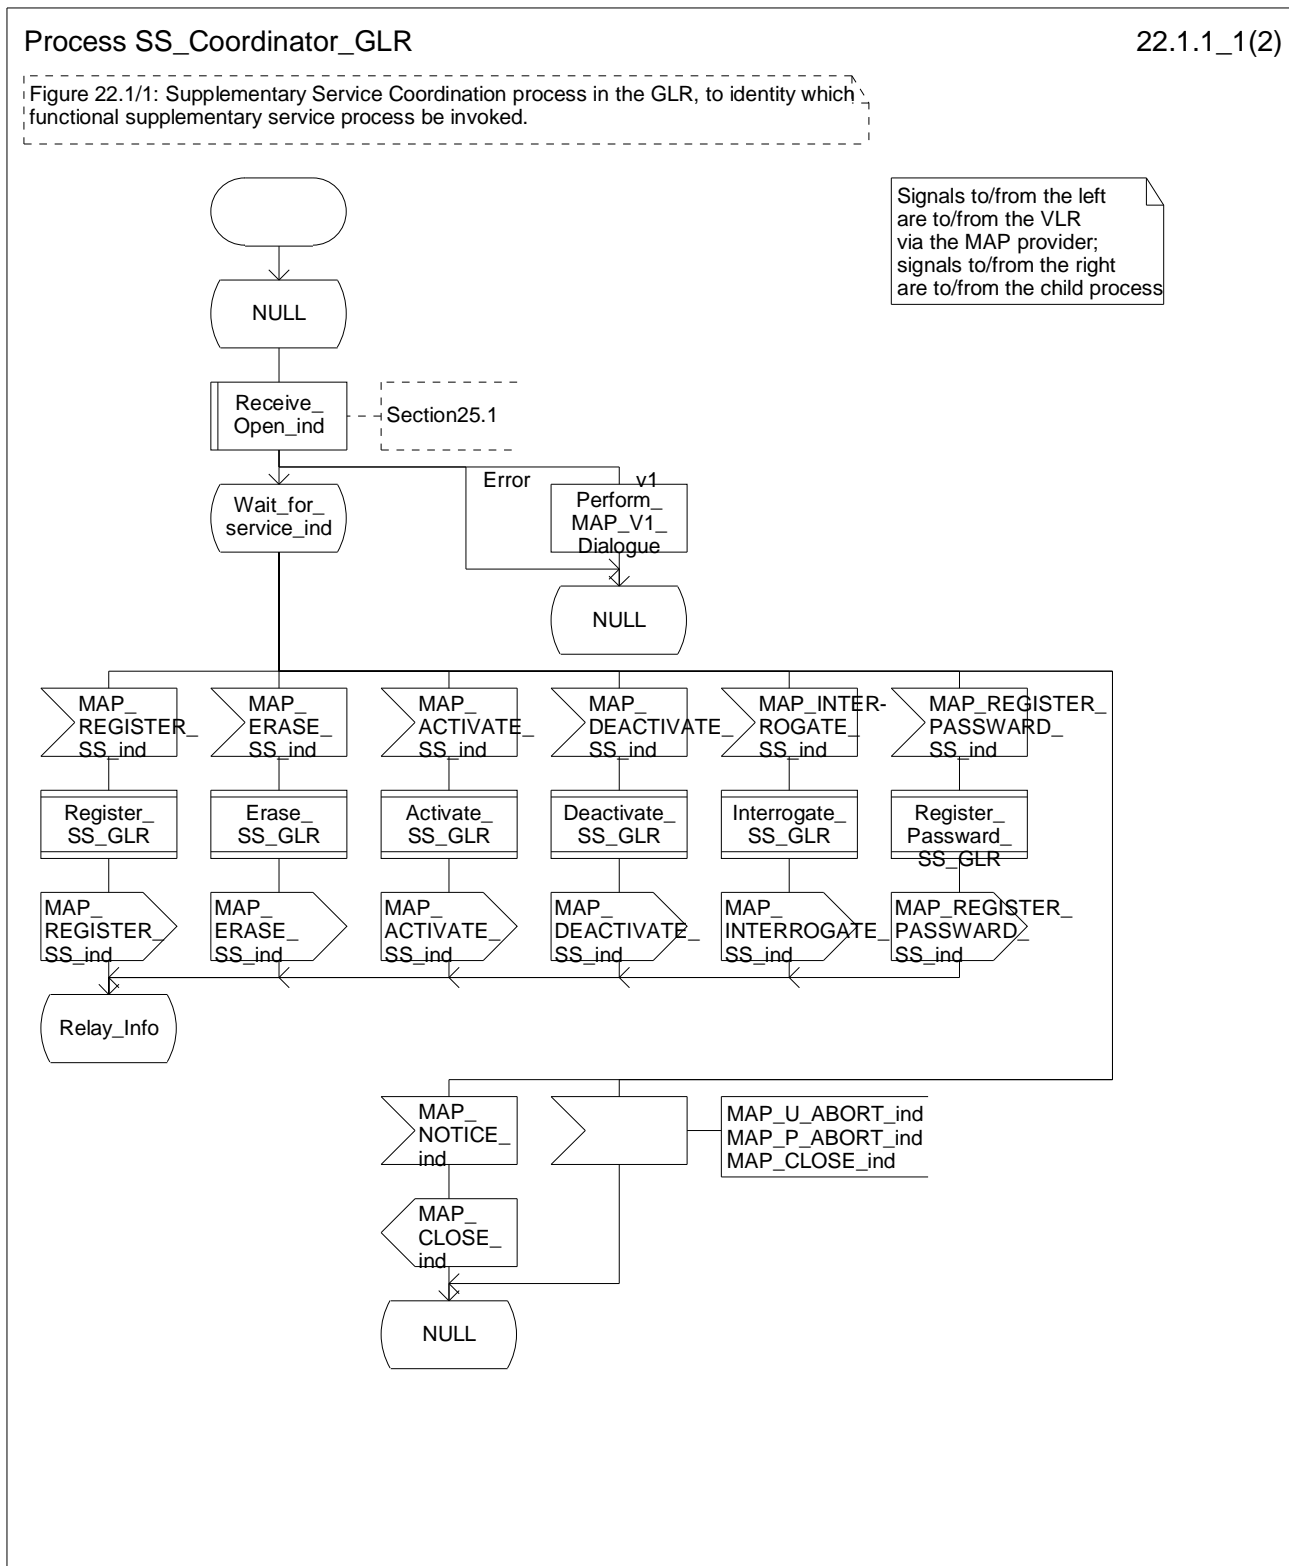 Process SS_Coordinator_GLR
22.1.1_1(2)
Figure 22.1/1: Supplementary Service Coordination process in the GLR, to identity which
functional supplementary service process be invoked.
Signals to/from the left
are to/from the VLR
via the MAP provider;
signals to/from the right
are to/from the child process
NULL
Receive_
Open_ind
Section25.1
Error
v1
Wait_for_
service_ind
Perform_
MAP_V1_
Dialogue
NULL
MAP_
REGISTER_
SS_ind
MAP_
ERASE_
SS_ind
MAP_
ACTIVATE_
SS_ind
MAP_
DEACTIVATE_
SS_ind
MAP_INTER-
ROGATE_
SS_ind
MAP_REGISTER_
PASSWARD_
SS_ind
Register_
SS_GLR
Erase_
SS_GLR
Activate_
SS_GLR
Deactivate_
SS_GLR
Interrogate_
SS_GLR
Register_
Passward_
SS_GLR
MAP_
REGISTER_
SS_ind
MAP_
ERASE_
SS_ind
MAP_
ACTIVATE_
SS_ind
MAP_
DEACTIVATE_
SS_ind
MAP_
INTERROGATE_
SS_ind
MAP_REGISTER_
PASSWARD_
SS_ind
Relay_Info
MAP_
NOTICE_
ind
MAP_U_ABORT_ind
MAP_P_ABORT_ind
MAP_CLOSE_ind
MAP_
CLOSE_
ind
NULL